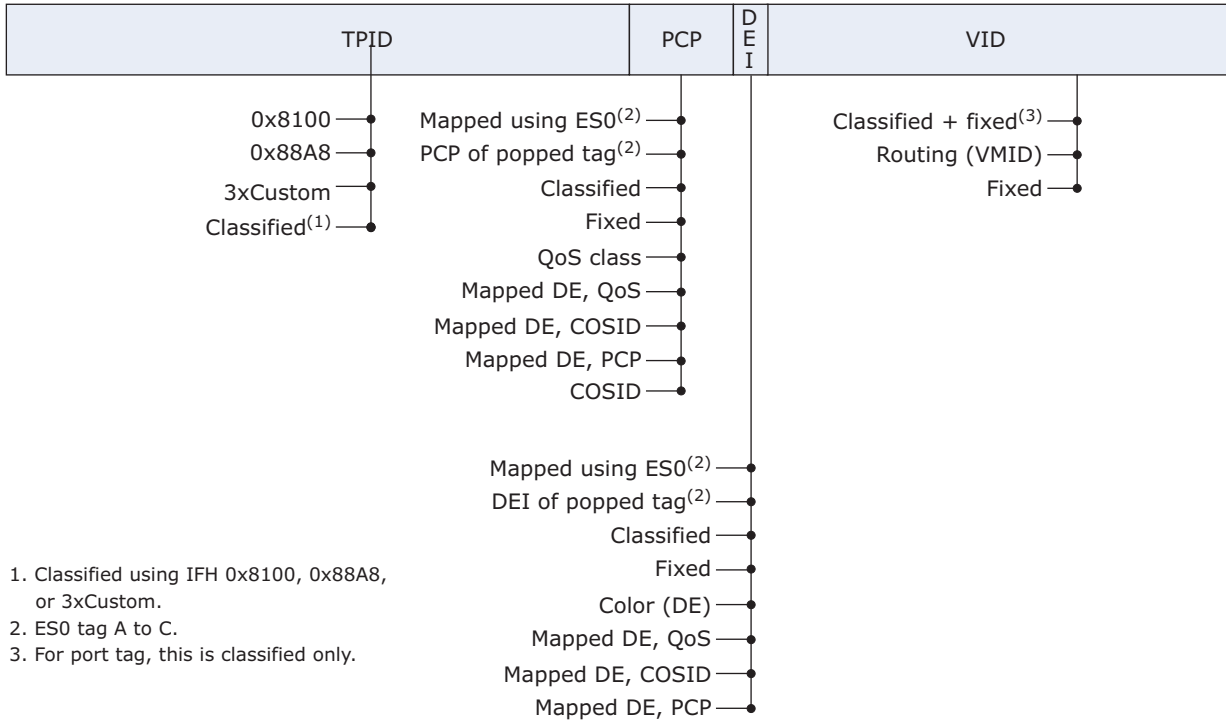 TPID
PCP
DEI
VID
0x8100
0x88A8
3xCustom
Classified(1)
Mapped using ES0(2)
PCP of popped tag(2)
Classified
Fixed
QoS class
Mapped DE, QoS
Mapped DE, COSID
Mapped DE, PCP
COSID
Classified + fixed(3)
Routing (VMID)
Fixed
Mapped using ES0(2)
DEI of popped tag(2)
Classified
Fixed
Color (DE)
Mapped DE, QoS
Mapped DE, COSID
Mapped DE, PCP
1. Classified using IFH 0x8100, 0x88A8,
or 3xCustom.
2. ES0 tag A to C.
3. For port tag, this is classified only.